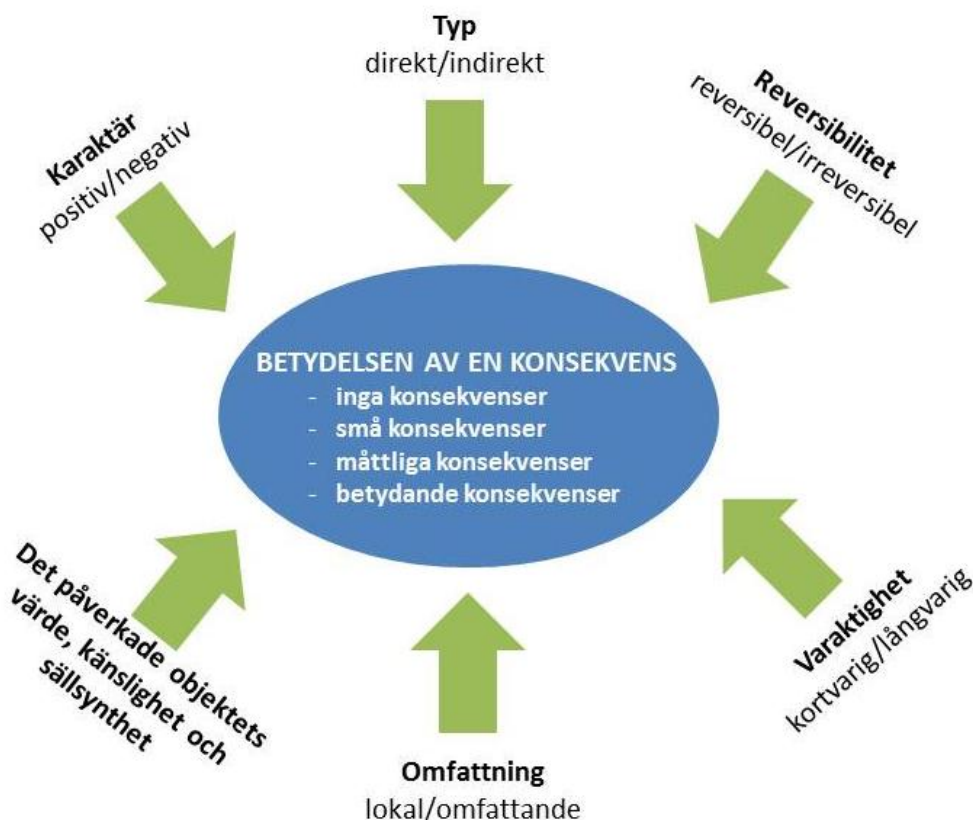 Typ
direkt/indirekt
Karaktär
positiv/negativ
Reversibilitet
reversibel/irreversibel
BETYDELSEN AV EN KONSEKVENS
- inga konsekvenser
- små konsekvenser
- måttliga konsekvenser
- betydande konsekvenser
Det påverkade objektets
värde, känslighet och
sällsynthet
Varaktighet
kortvarig/långvarig
Omfattning
lokal/omfattande